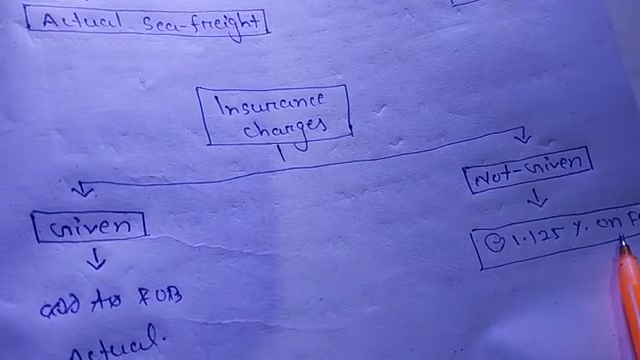 Actual sea-freight
Insurance
charges
Given
Not-Given
@ 1.125 %. on F
add to FOB
Actual.